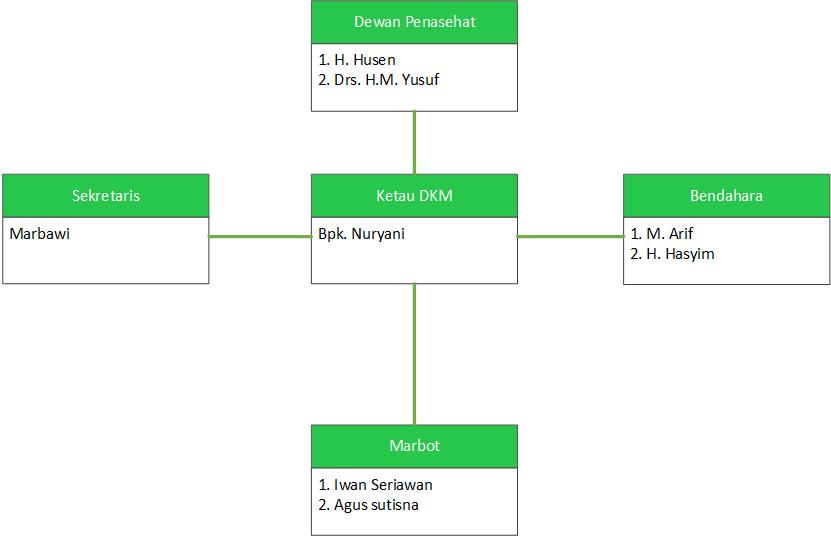 Dewan Penasehat
1. H. Husen
2. Drs. H.M. Yusuf
Sekretaris
Marbawi
Ketau DKM
Bpk. Nuryani
Bendahara
1. M. Arif
2. H. Hasyim
Marbot
1. Iwan Seriawan
2. Agus sutisna